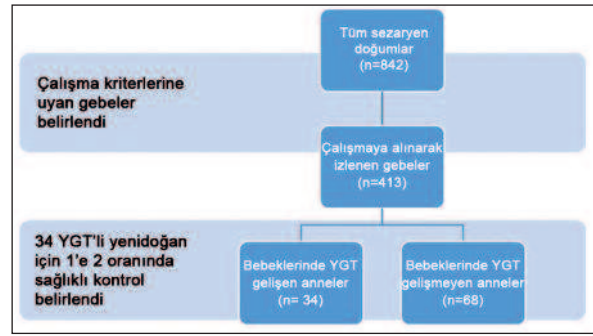 Tüm sezaryen
doğumlar
(n=842)
Çalışma kriterlerine
uyan gebeler
belirlendi
Çalışmaya alınarak
izlenen gebeler
(n=413)
34 YGT'li yenidoğan
için 1'e 2 oranında
sağlıklı kontrol
belirlendi
Bebeklerinde YGT
gelişen anneler
(n= 34)
Bebeklerinde YGT
gelişmeyen anneler
(n=68)